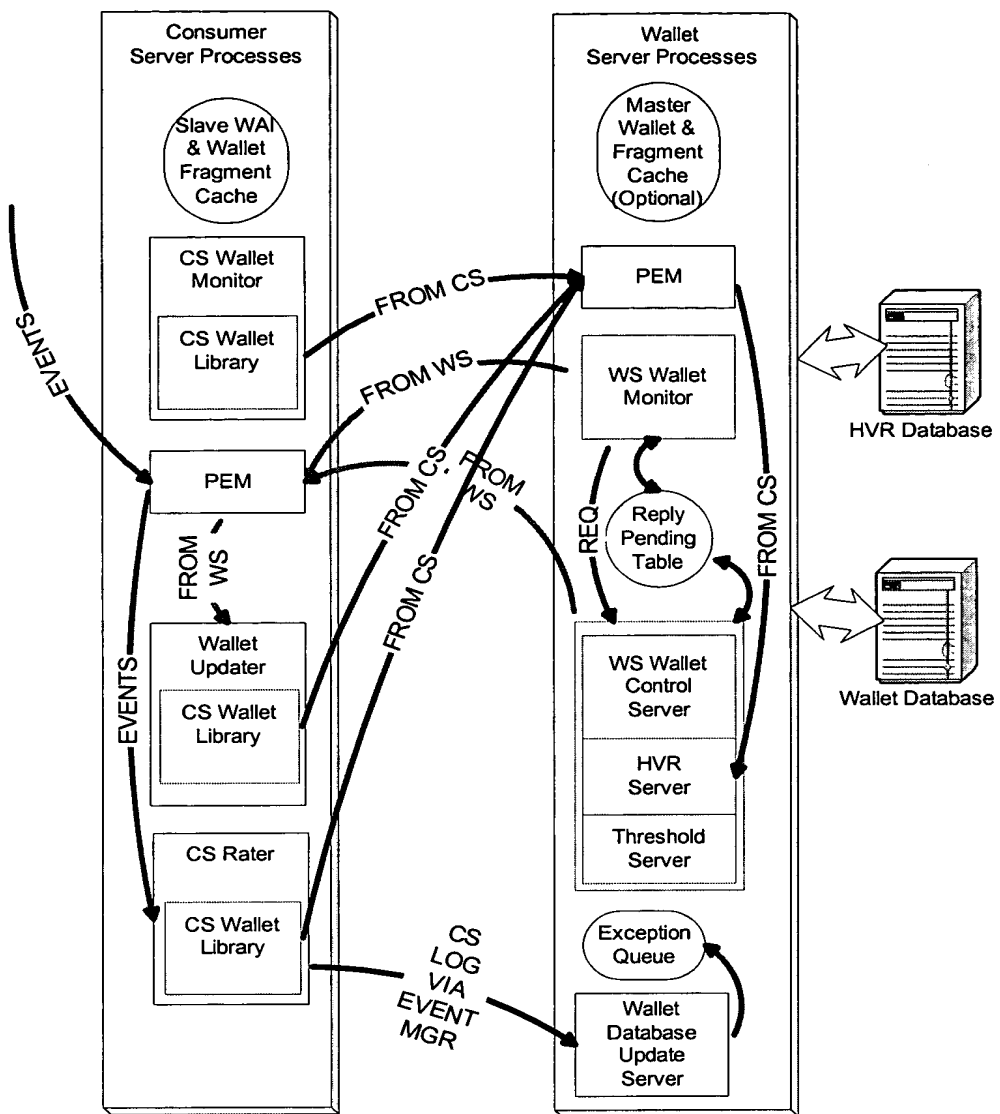 Consumer
Server Processes
Slave WAI
& Wallet
Fragment
Cache
CS Wallet
Monitor
CS Wallet
Library
EVENTS
PEM
FROM
WS
EVENTS
Wallet
Updater
CS Wallet
Library
CS Rater
CS Wallet
Library
FROM CS
FROM WS
FROM
WS
FROM CS
FROM CS
CS
LOG
VIA
EVENT
MGR
Wallet
Server Processes
Master
Wallet &
Fragment
Cache
(Optional)
PEM
WS Wallet
Monitor
REQ
Reply
Pending
Table
FROM CS
WS Wallet
Control
Server
HVR
Server
Threshold
Server
Exception
Queue
Wallet
Database
Update
Server
HVR Database
Wallet Database